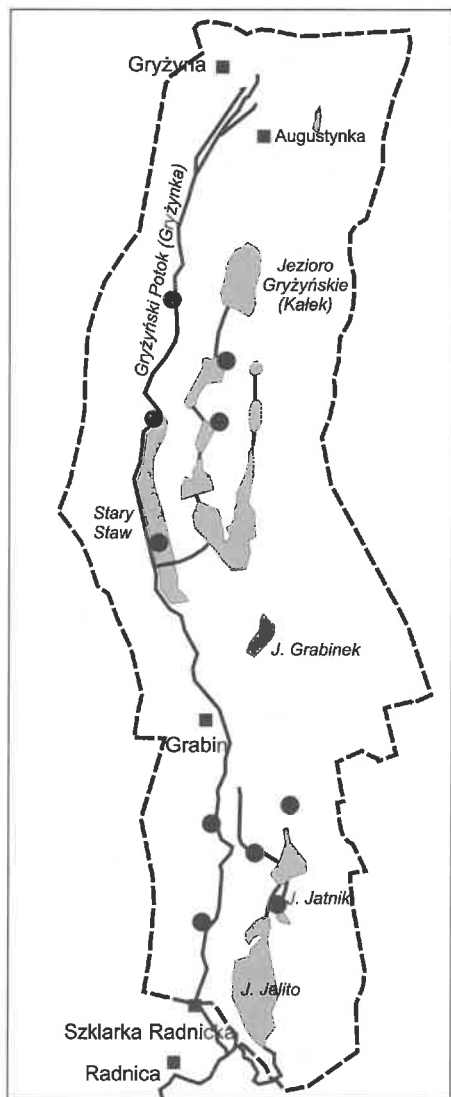 Gryżyna
Augustynka
Gryżyński Potok (Gryżynka)
Jezioro
Gryżyńskie
(Kałek)
Stary
Staw
J. Grabinek
Grabin
J. Jatnik
J. Jelito
Szklarka Radnicka
Radnica